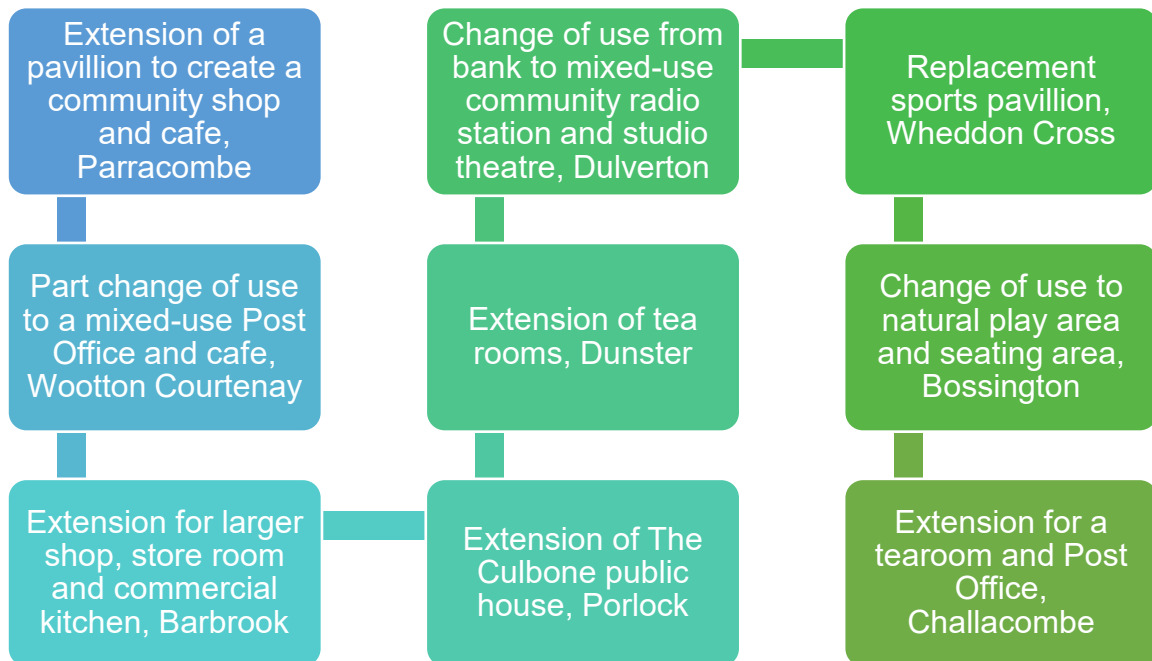 Extension of a
pavillion to create a
community shop
and cafe,
Parracombe
Part change of use
to a mixed-use Post
Office and cafe,
Wootton Courtenay
Extension for larger
shop, store room
and commercial
kitchen, Barbrook
Extension of The
Culbone public
house, Porlock
Extension of tea
rooms, Dunster
Change of use from
bank to mixed-use
community radio
station and studio
theatre, Dulverton
Replacement
sports pavillion,
Wheddon Cross
Change of use to
natural play area
and seating area,
Bossington
Extension for a
tearoom and Post
Office,
Challacombe